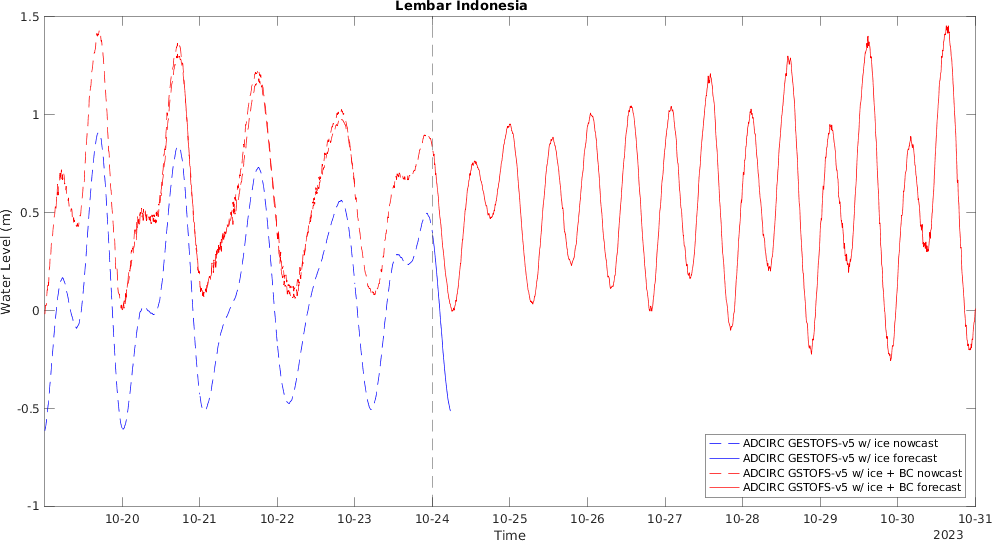 Lembar Indonesia
1.5
1
0.5
0
-0.5
-1
Water Level (m)
10-20 10-21 10-22 10-23 10-24 10-25 10-26 10-27 10-28 10-29 10-30 10-31
Time
2023
ADCIRC GESTOFS-v5 w/ ice nowcast
ADCIRC GESTOFS-v5 w/ ice forecast
ADCIRC GSTOFS-v5 w/ ice + BC nowcast
ADCIRC GSTOFS-v5 w/ ice + BC forecast